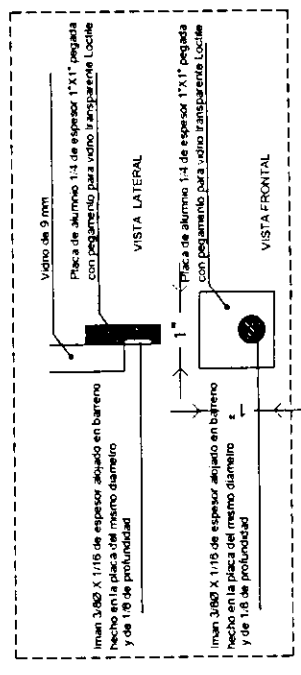 Vidrio de 9 mm
Placa de alumnio 1/4 de espesor 1"X1" pegada
con pegamento para vidrio transparente Loctite
VISTA LATERAL
Iman 3/8Ø X 1/16 de espesor alojado en barreno
hecho en la placa del mismo diametro
y de 1/8 de profundidad
1"
Placa de alumnio 1/4 de espesor 1"X1" pegada
con pegamento para vidrio transparente Loctite
VISTA FRONTAL
1"
Iman 3/8Ø X 1/16 de espesor alojado en barreno
hecho en la placa del mismo diametro
y de 1/8 de profundidad